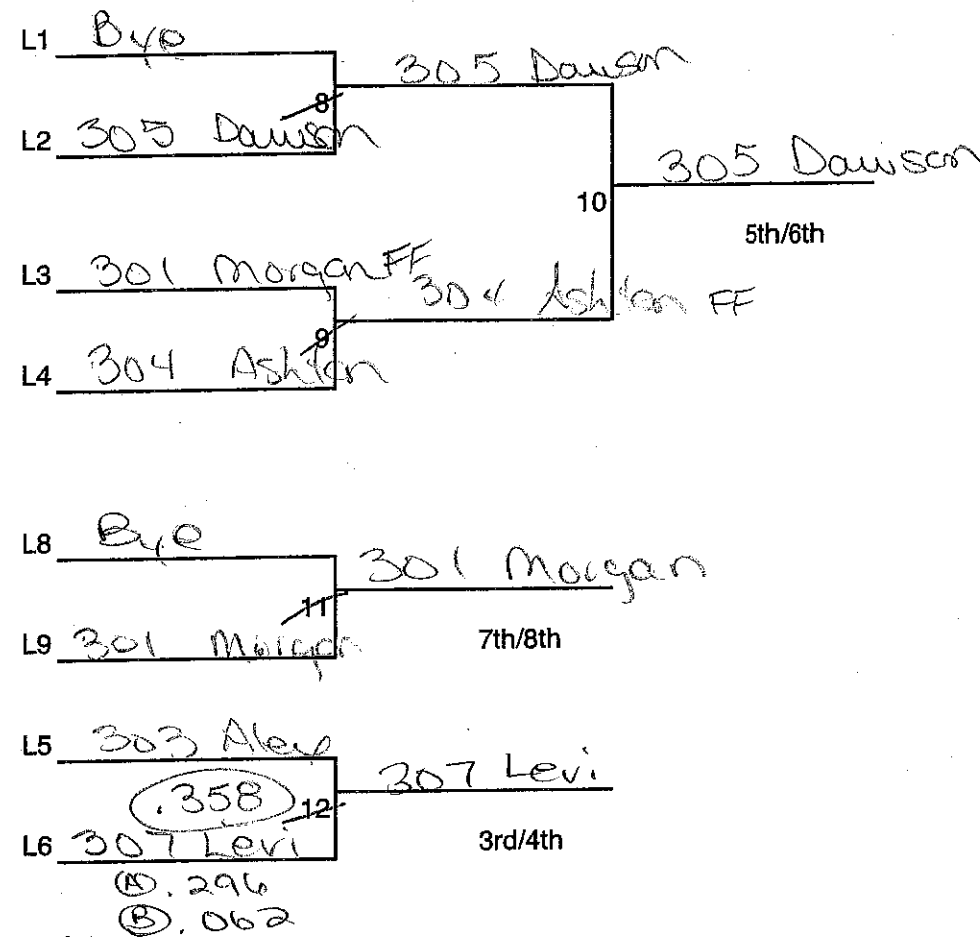 L1 Bye
305 Dawson
8
L2 305 Dawson
305 Dawson
10
5th/6th
L3 301 Morgan FF
304 Ashton FF
9
L4 304 Ashton
L8 Bye
301 Morgan
11
L9 301 Morgan
7th/8th
L5 303 Alex
307 Levi
.358
12
L6 307 Levi
3rd/4th
A .296
B .062